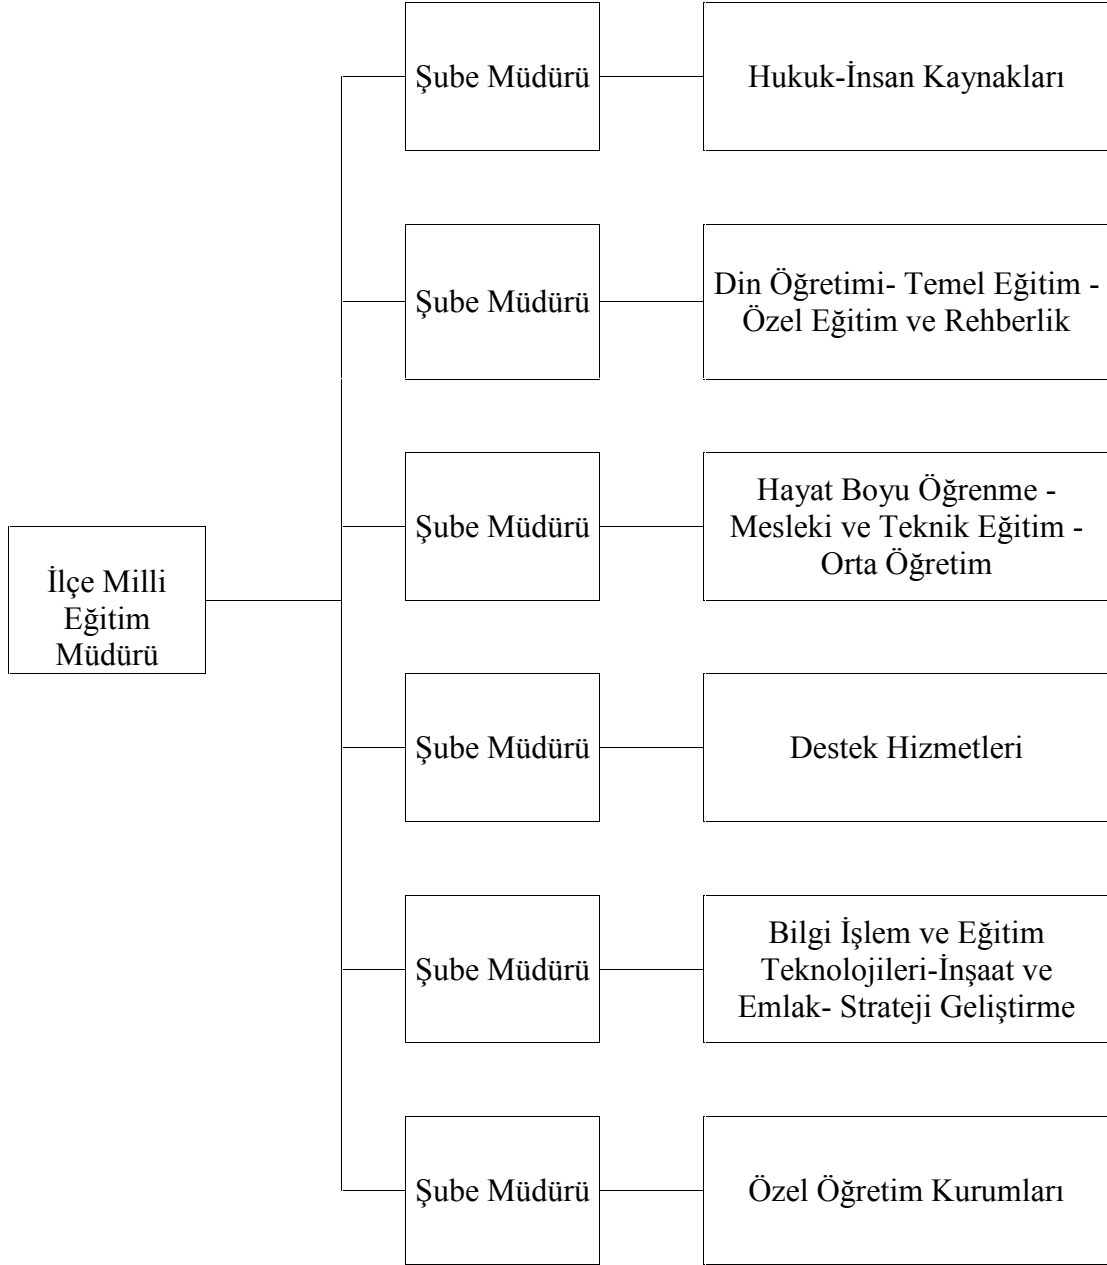 İlçe Milli
Eğitim
Müdürü
Şube Müdürü
Hukuk-İnsan Kaynakları
Şube Müdürü
Din Öğretimi- Temel Eğitim -
Özel Eğitim ve Rehberlik
Şube Müdürü
Hayat Boyu Öğrenme -
Mesleki ve Teknik Eğitim -
Orta Öğretim
Şube Müdürü
Destek Hizmetleri
Şube Müdürü
Bilgi İşlem ve Eğitim
Teknolojileri-İnşaat ve
Emlak- Strateji Geliştirme
Şube Müdürü
Özel Öğretim Kurumları